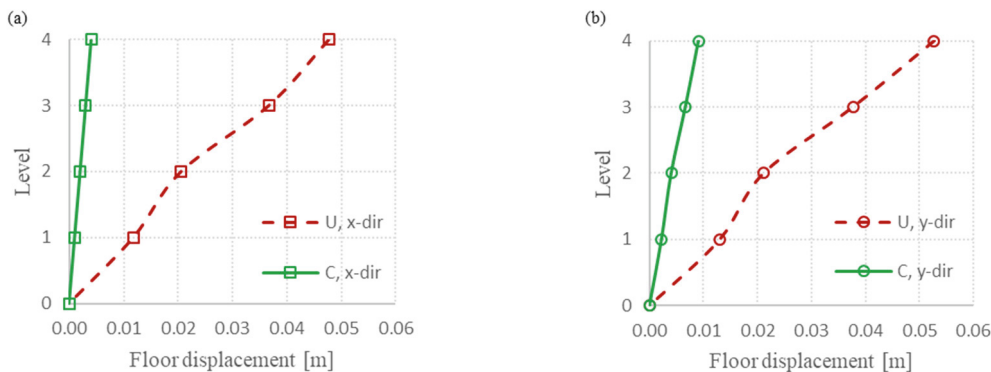 (a)
4
3
2
1
0
Level
U, x-dir
C, x-dir
0.00 0.01 0.02 0.03 0.04 0.05 0.06
Floor displacement [m]
(b)
4
3
2
1
0
Level
U, y-dir
C, y-dir
0.00 0.01 0.02 0.03 0.04 0.05 0.06
Floor displacement [m]